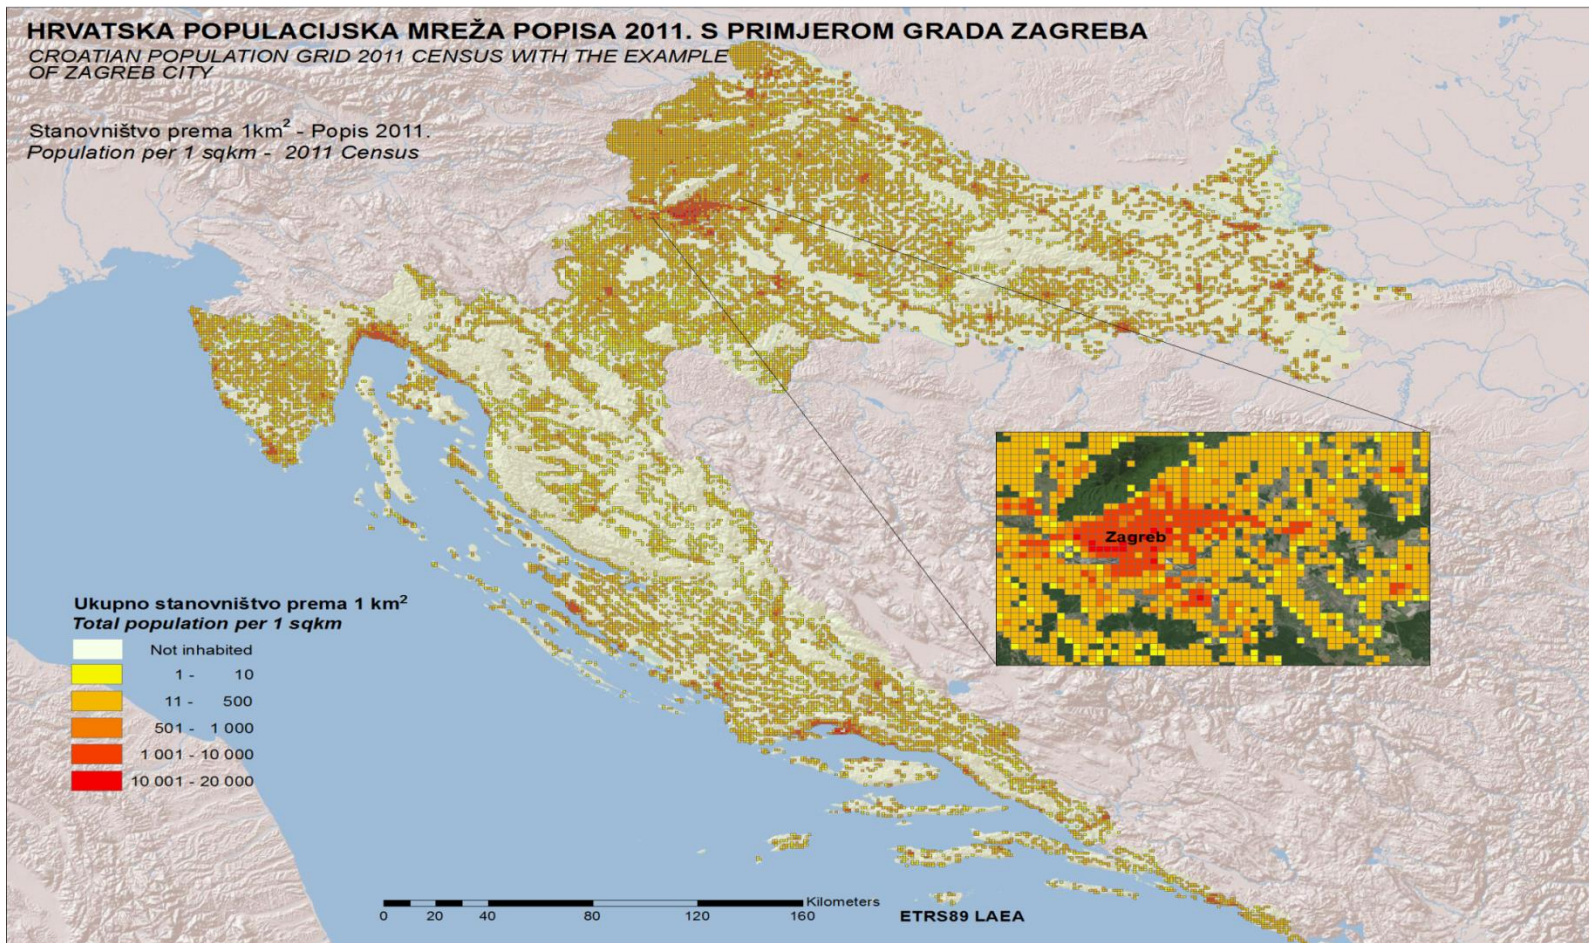 HRVATSKA POPULACIJSKA MREŽA POPISA 2011. S PRIMJEROM GRADA ZAGREBA
CROATIAN POPULATION GRID 2011 CENSUS WITH THE EXAMPLE
OF ZAGREB CITY
Stanovništvo prema 1km² - Popis 2011.
Population per 1 sqkm - 2011 Census
Zagreb
Ukupno stanovništvo prema 1 km²
Total population per 1 sqkm
Not inhabited
1 - 10
11 - 500
501 - 1 000
1 001 - 10 000
10 001 - 20 000
Kilometers
0 20 40 80 120 160
ETRS89 LAEA